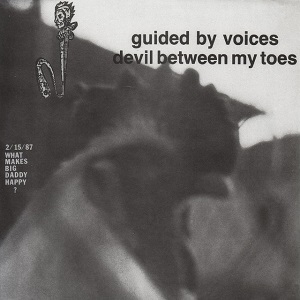 guided by voices
devil between my toes
2/15/87
WHAT
MAKES
BIG
DADDY
HAPPY
?